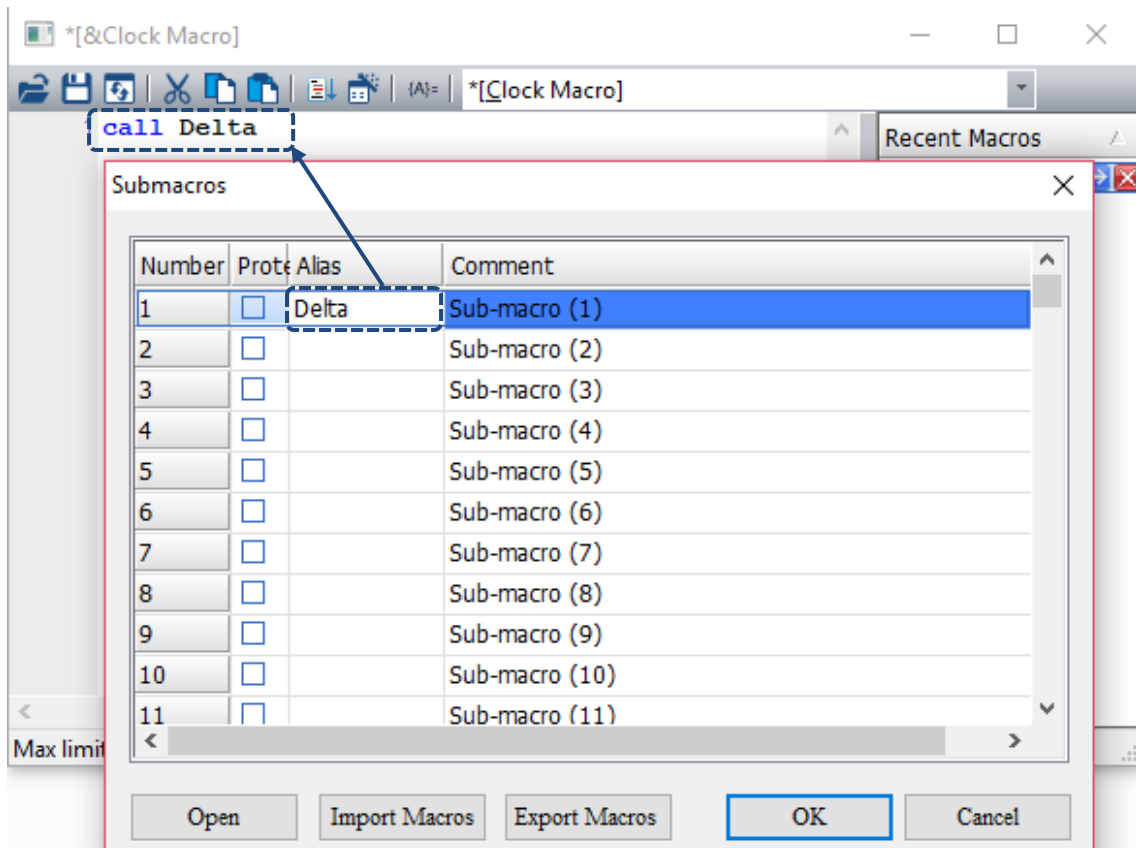 *[&Clock Macro]
{A}= *[Clock Macro]
call Delta
Recent Macros
Submacros
Number Prote Alias Comment
1 Delta Sub-macro (1)
2 Sub-macro (2)
3 Sub-macro (3)
4 Sub-macro (4)
5 Sub-macro (5)
6 Sub-macro (6)
7 Sub-macro (7)
8 Sub-macro (8)
9 Sub-macro (9)
10 Sub-macro (10)
11 Sub-macro (11)
Max limit
Open Import Macros Export Macros OK Cancel